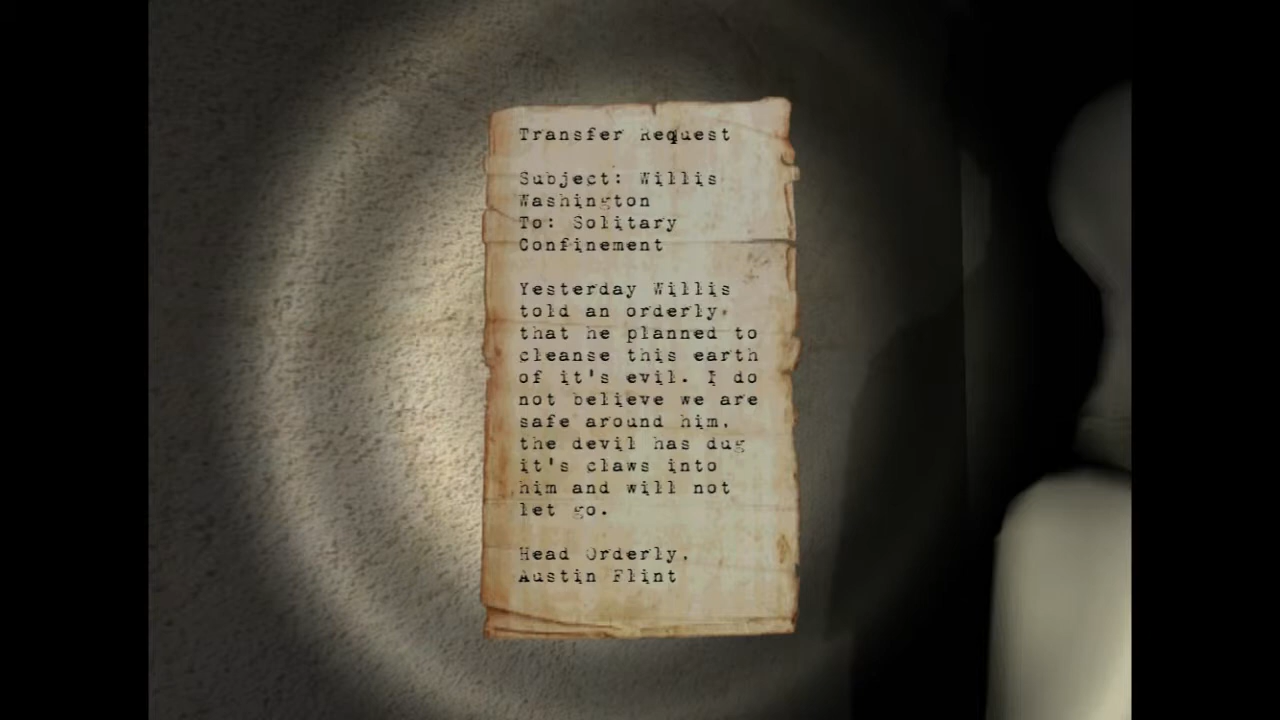 Transfer Request
Subject: Willis
Washington
To: Solitary
Confinement
Yesterday Willis
told an orderly
that he planned to
cleanse this earth
of it's evil. I do
not believe we are
safe around him,
the devil has dug
it's claws into
him and will not
let go.
Head Orderly,
Austin Flint